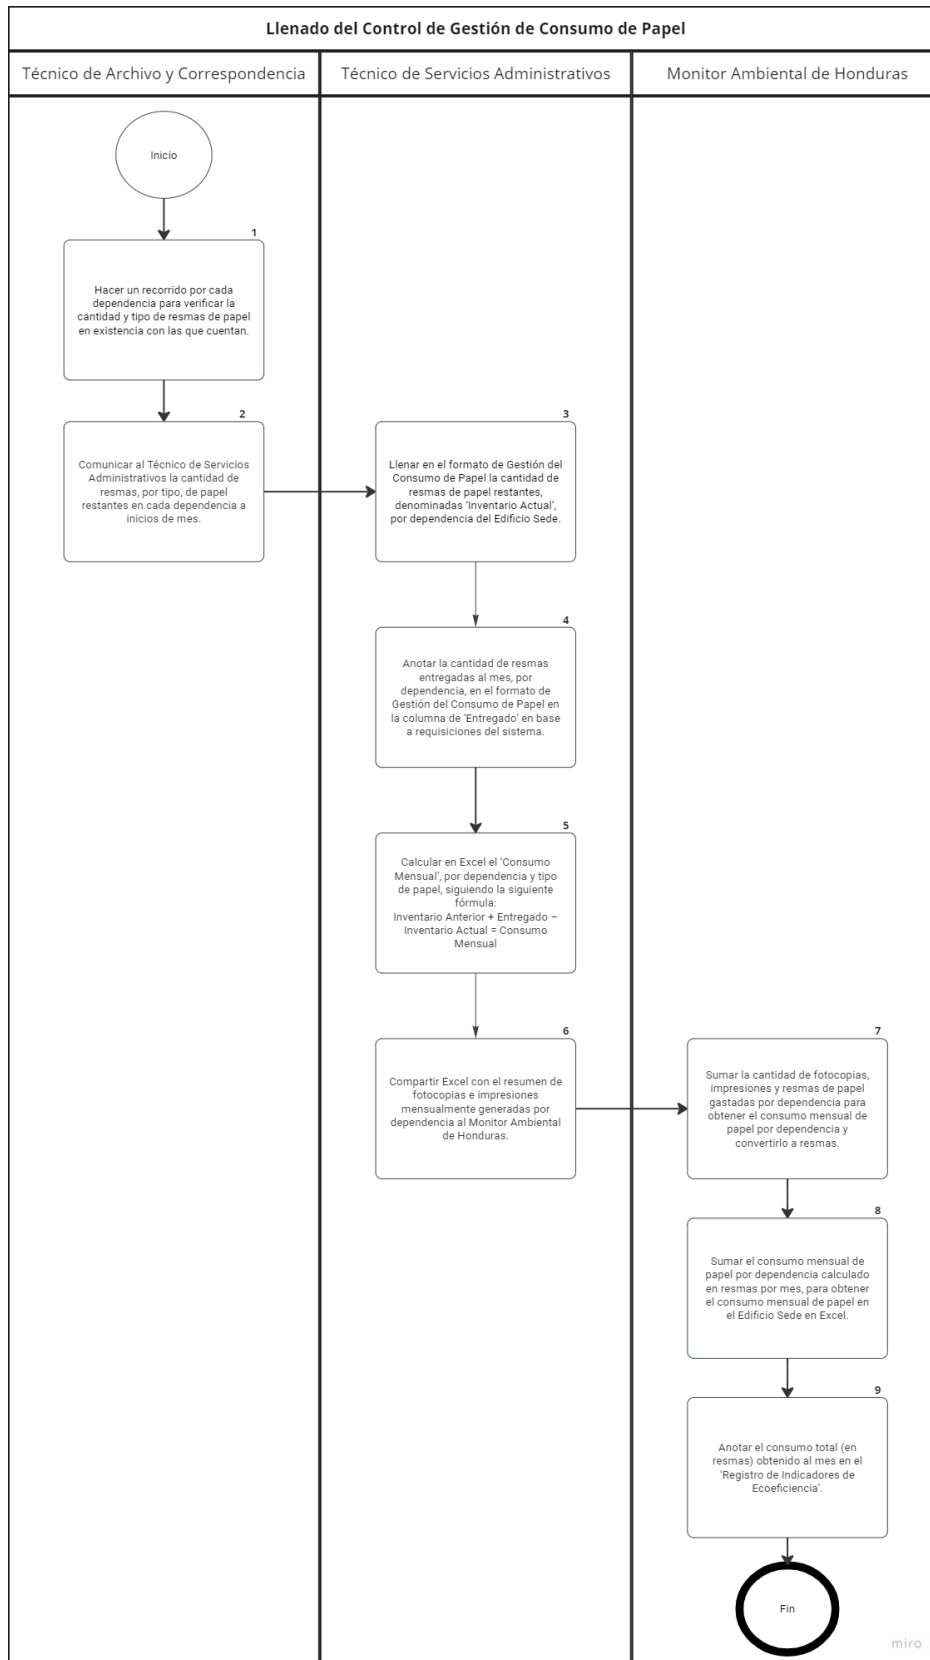 Llenado del Control de Gestión de Consumo de Papel
Técnico de Archivo y Correspondencia
Técnico de Servicios Administrativos
Monitor Ambiental de Honduras
Inicio
1
Hacer un recorrido por cada
dependencia para verificar la
cantidad y tipo de resmas de papel
en existencia con las que cuentan.
2
Comunicar al Técnico de Servicios
Administrativos la cantidad de
resmas, por tipo, de papel
restantes en cada dependencia a
inicios de mes.
3
Llenar en el formato de Gestión del
Consumo de Papel la cantidad de
resmas de papel restantes,
denominadas ‘Inventario Actual’,
por dependencia del Edificio Sede.
4
Anotar la cantidad de resmas
entregadas al mes, por
dependencia, en el formato de
Gestión del Consumo de Papel en
la columna de ‘Entregado’ en base
a requisiciones del sistema.
5
Calcular en Excel el ‘Consumo
Mensual’, por dependencia y tipo
de papel, siguiendo la siguiente
fórmula:
Inventario Anterior + Entregado –
Inventario Actual = Consumo
Mensual
6
Compartir Excel con el resumen de
fotocopias e impresiones
mensualmente generadas por
dependencia al Monitor Ambiental
de Honduras.
7
Sumar la cantidad de fotocopias,
impresiones y resmas de papel
gastadas por dependencia para
obtener el consumo mensual de
papel por dependencia y
convertirlo a resmas.
8
Sumar el consumo mensual de
papel por dependencia calculado
en resmas por mes, para obtener
el consumo mensual de papel en
el Edificio Sede en Excel.
9
Anotar el consumo total (en
resmas) obtenido al mes en el
‘Registro de Indicadores de
Ecoeficiencia’.
Fin
miro